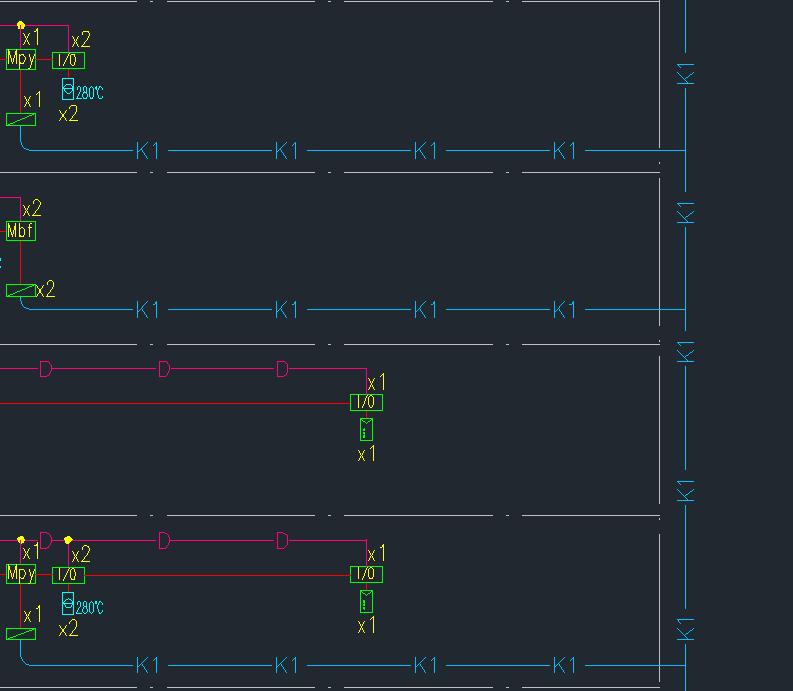 x1 x2
Mpy I/O
280℃
x1
x2
K1
K1 K1 K1 K1
x2
K1
Mbf
x2
K1 K1 K1 K1
K1
D D D
x1
I/O
x1
K1
D D D
x1 x2 x1
Mpy I/O I/O
280℃
x1
x2 x1
K1
K1 K1 K1 K1